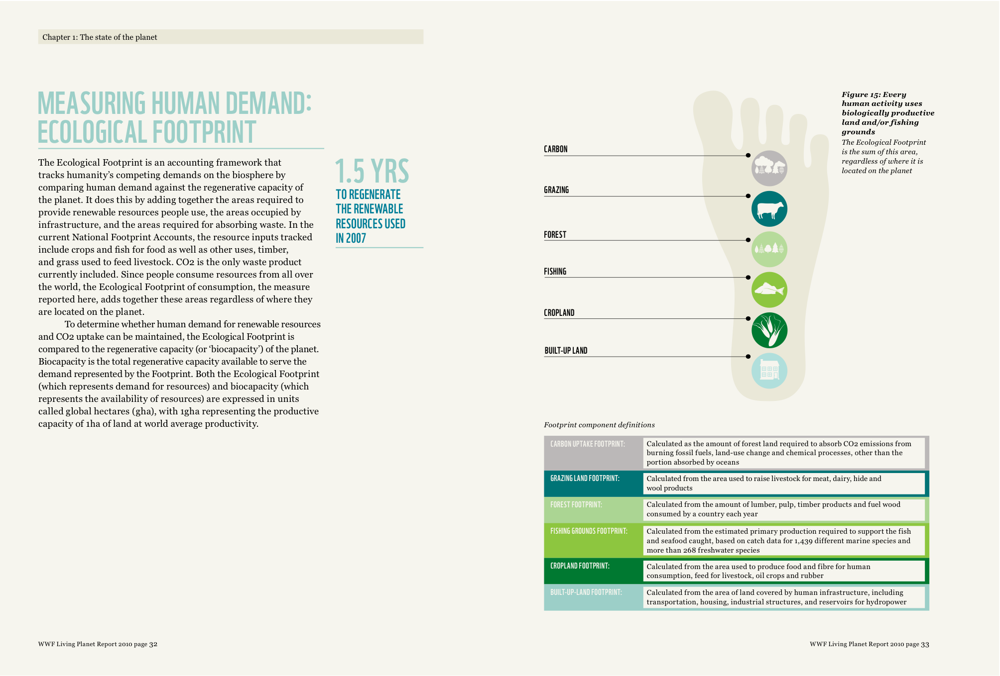 Chapter 1: The state of the planet
MEASURING HUMAN DEMAND:
ECOLOGICAL FOOTPRINT
The Ecological Footprint is an accounting framework that
tracks humanity’s competing demands on the biosphere by
comparing human demand against the regenerative capacity of
the planet. It does this by adding together the areas required to
provide renewable resources people use, the areas occupied by
infrastructure, and the areas required for absorbing waste. In the
current National Footprint Accounts, the resource inputs tracked
include crops and fish for food as well as other uses, timber,
and grass used to feed livestock. CO2 is the only waste product
currently included. Since people consume resources from all over
the world, the Ecological Footprint of consumption, the measure
reported here, adds together these areas regardless of where they
are located on the planet.
To determine whether human demand for renewable resources
and CO2 uptake can be maintained, the Ecological Footprint is
compared to the regenerative capacity (or ‘biocapacity’) of the planet.
Biocapacity is the total regenerative capacity available to serve the
demand represented by the Footprint. Both the Ecological Footprint
(which represents demand for resources) and biocapacity (which
represents the availability of resources) are expressed in units
called global hectares (gha), with 1gha representing the productive
capacity of 1ha of land at world average productivity.
1.5 YRS
TO REGENERATE
THE RENEWABLE
RESOURCES USED
IN 2007
WWF Living Planet Report 2010 page 32
CARBON
GRAZING
FOREST
FISHING
CROPLAND
BUILT-UP LAND
Figure 15: Every
human activity uses
biologically productive
land and/or fishing
grounds
The Ecological Footprint
is the sum of this area,
regardless of where it is
located on the planet
Footprint component definitions
CARBON UPTAKE FOOTPRINT:
Calculated as the amount of forest land required to absorb CO2 emissions from
burning fossil fuels, land-use change and chemical processes, other than the
portion absorbed by oceans
GRAZING LAND FOOTPRINT:
Calculated from the area used to raise livestock for meat, dairy, hide and
wool products
FOREST FOOTPRINT:
Calculated from the amount of lumber, pulp, timber products and fuel wood
consumed by a country each year
FISHING GROUNDS FOOTPRINT:
Calculated from the estimated primary production required to support the fish
and seafood caught, based on catch data for 1,439 different marine species and
more than 268 freshwater species
CROPLAND FOOTPRINT:
Calculated from the area used to produce food and fibre for human
consumption, feed for livestock, oil crops and rubber
BUILT-UP-LAND FOOTPRINT:
Calculated from the area of land covered by human infrastructure, including
transportation, housing, industrial structures, and reservoirs for hydropower
WWF Living Planet Report 2010 page 33